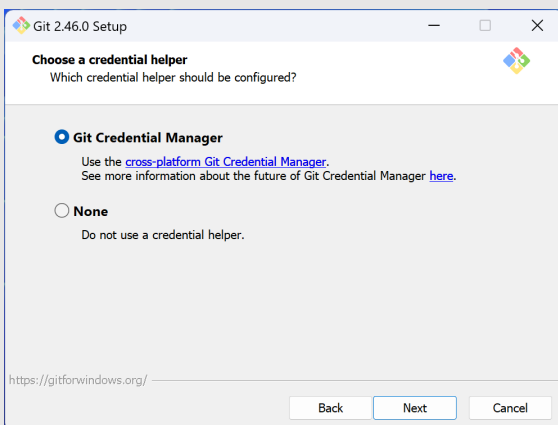 Git 2.46.0 Setup
Choose a credential helper
Which credential helper should be configured?
Git Credential Manager
Use the cross-platform Git Credential Manager.
See more information about the future of Git Credential Manager here.
None
Do not use a credential helper.
https://gitforwindows.org/
Back Next Cancel